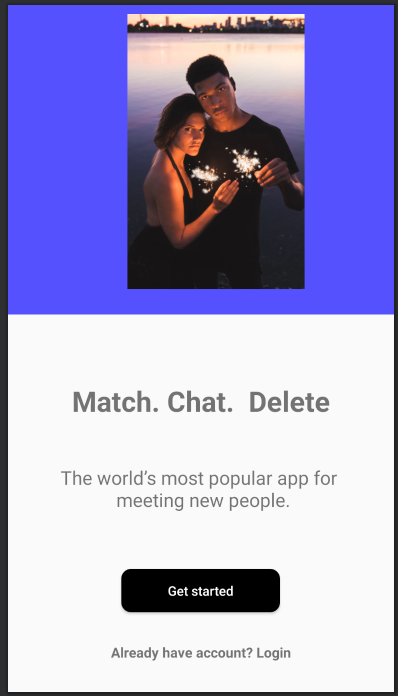 Match. Chat.  Delete
The world’s most popular app for
meeting new people.
Get started
Already have account? Login